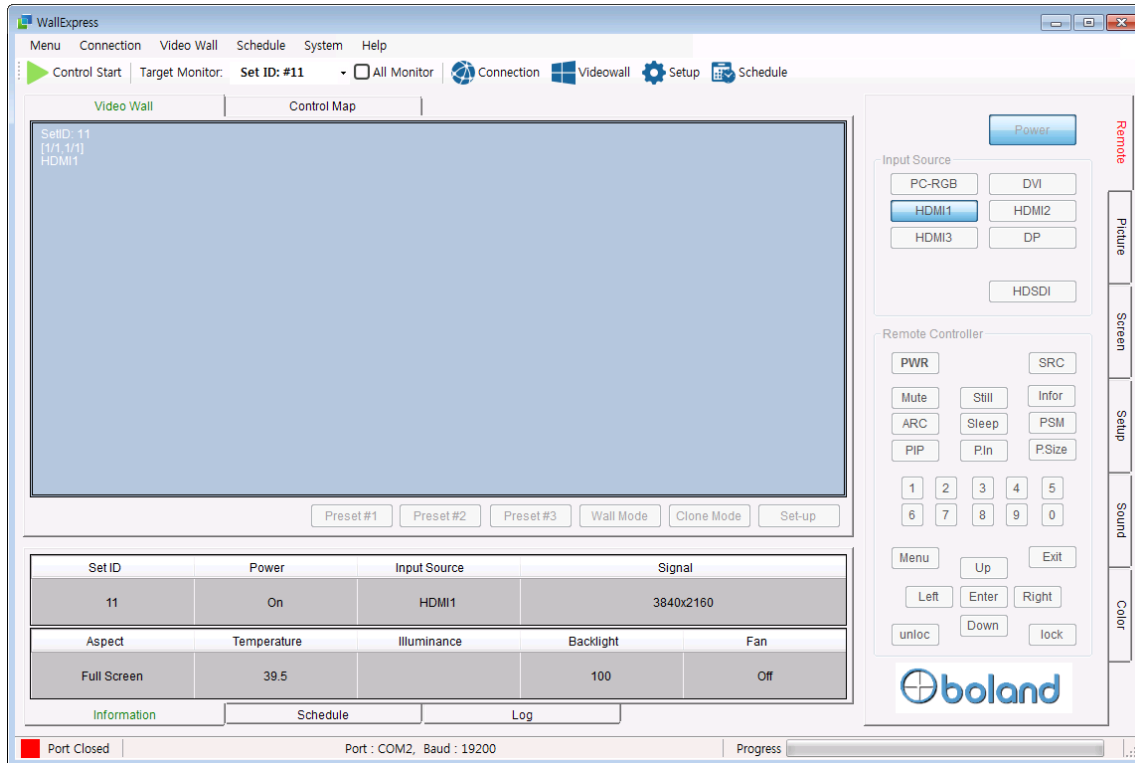 WallExpress
Menu Connection Video Wall Schedule System Help
Control Start Target Monitor: Set ID: #11 All Monitor Connection Videowall Setup Schedule
Video Wall Control Map
SetID: 11
[1/1,1/1]
HDMI1
Preset#1 Preset#2 Preset#3 Wall Mode Clone Mode Set-up
Set ID Power Input Source Signal
11 On HDMI1 3840x2160
Aspect Temperature Illuminance Backlight Fan
Full Screen 39.5 100 Off
Information Schedule Log
Power
Input Source
PC-RGB DVI
HDMI1 HDMI2
HDMI3 DP
HDSDI
Remote Controller
PWR SRC
Mute Still Infor
ARC Sleep PSM
PIP P.In P.Size
1 2 3 4 5
6 7 8 9 0
Menu Up Exit
Left Enter Right
unloc Down lock
boland
Remote
Picture
Screen
Setup
Sound
Color
Port Closed Port : COM2, Baud : 19200 Progress